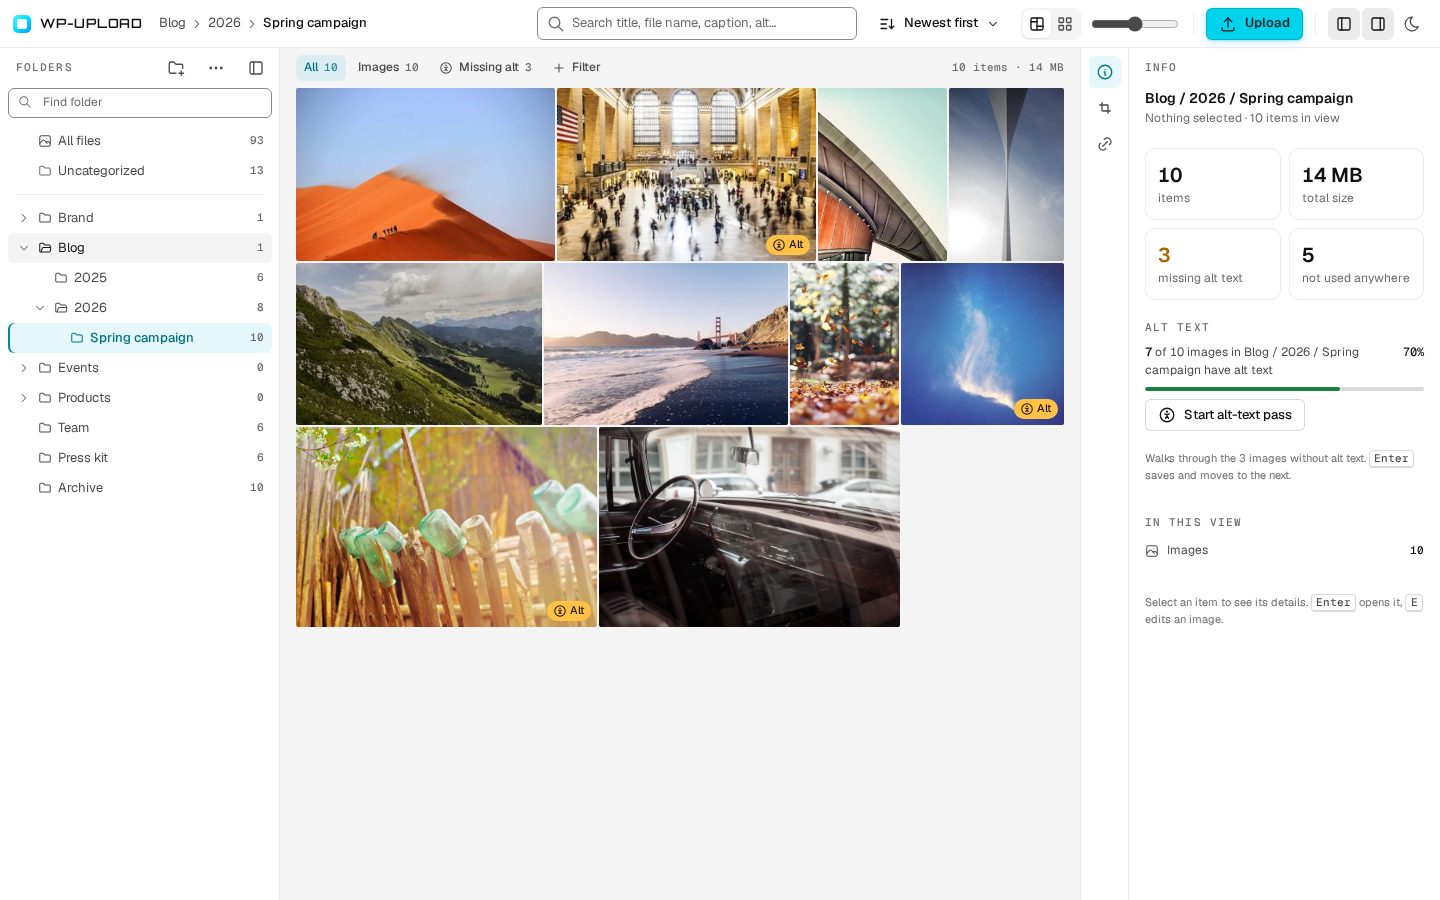 WP-UPLOAD
Blog > 2026 > Spring campaign
Search title, file name, caption, alt...
Newest first
Upload
FOLDERS
Find folder
All files 93
Uncategorized 13
Brand 1
Blog 1
2025 6
2026 8
Spring campaign 10
Events 0
Products 0
Team 6
Press kit 6
Archive 10
All 10
Images 10
Missing alt 3
Filter
10 items · 14 MB
Alt
Alt
Alt
INFO
Blog / 2026 / Spring campaign
Nothing selected · 10 items in view
10
items
14 MB
total size
3
missing alt text
5
not used anywhere
ALT TEXT
7 of 10 images in Blog / 2026 / Spring
campaign have alt text
70%
Start alt-text pass
Walks through the 3 images without alt text. Enter
saves and moves to the next.
IN THIS VIEW
Images 10
Select an item to see its details. Enter opens it, E
edits an image.